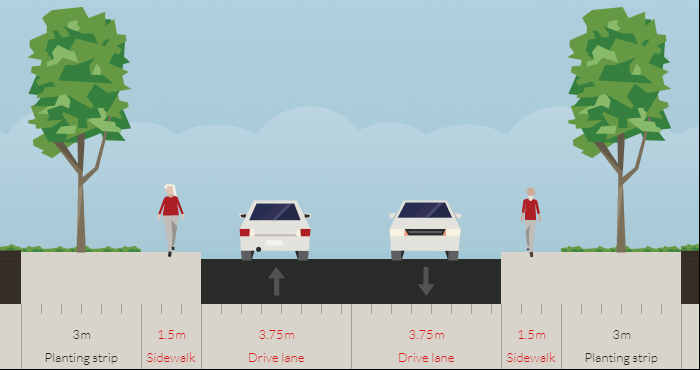 3m 1.5m 3.75m 3.75m 1.5m 3m
Planting strip Sidewalk Drive lane Drive lane Sidewalk Planting strip